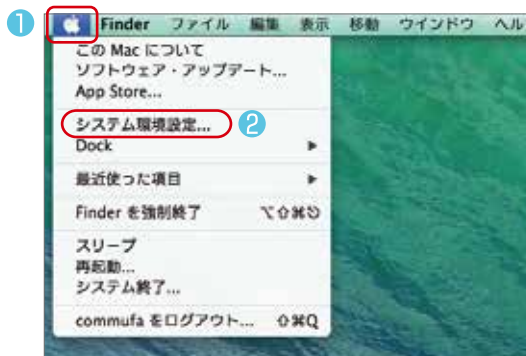 1
Finder ファイル 編集 表示 移動 ウインドウ ヘル
この Mac について
ソフトウェア・アップデート...
App Store...
システム環境設定... 2
Dock ▶
最近使った項目 ▶
Finder を強制終了 ⌥⇧⌘⎋
スリープ
再起動...
システム終了...
commufa をログアウト... ⇧⌘Q